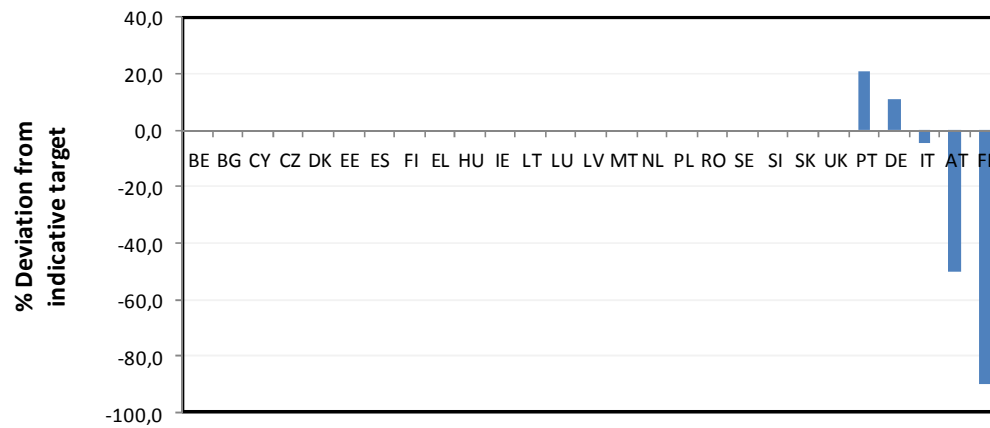 40,0
20,0
0,0
-20,0
-40,0
-60,0
-80,0
-100,0
% Deviation from
indicative target
BE BG CY CZ DK EE ES FI EL HU IE LT LU LV MT NL PL RO SE SI SK UK PT DE IT AT